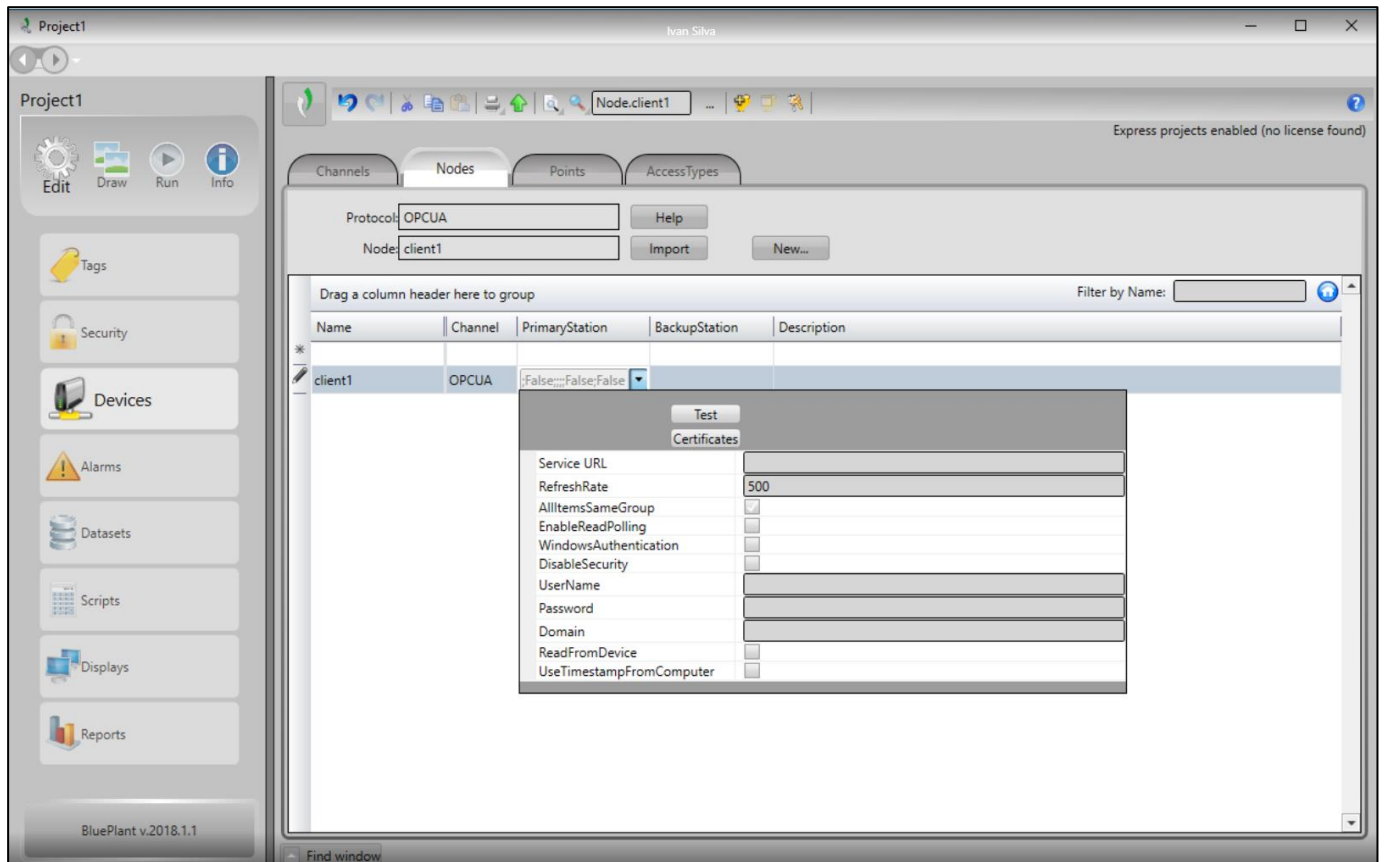 Project1
Ivan Silva
Project1
Edit
Draw
Run
Info
Tags
Security
Devices
Alarms
Datasets
Scripts
Displays
Reports
BluePlant v.2018.1.1
Node.client1
...
Express projects enabled (no license found)
Channels
Nodes
Points
AccessTypes
Protocol: OPCUA
Help
Node: client1
Import
New...
Drag a column header here to group
Filter by Name:
Name
Channel
PrimaryStation
BackupStation
Description
client1
OPCUA
;False;;;;False;False
Test
Certificates
Service URL
RefreshRate
500
AllItemsSameGroup
EnableReadPolling
WindowsAuthentication
DisableSecurity
UserName
Password
Domain
ReadFromDevice
UseTimestampFromComputer
Find window